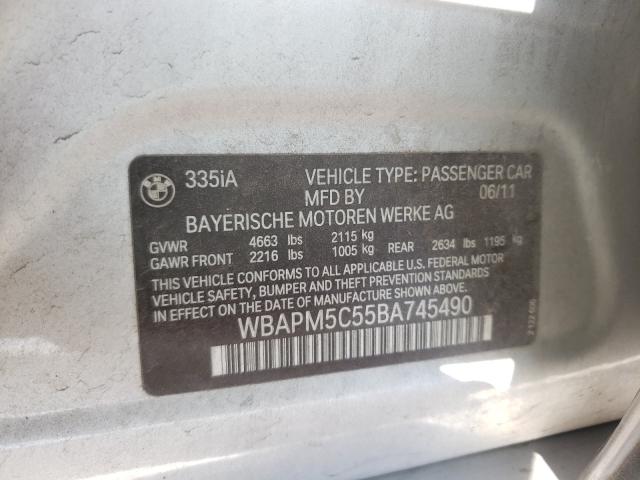 BMW
335iA VEHICLE TYPE: PASSENGER CAR
MFD BY 06/11
BAYERISCHE MOTOREN WERKE AG
GVWR 4663 lbs 2115 kg
GAWR FRONT 2216 lbs 1005 kg REAR 2634 lbs 1195 kg
THIS VEHICLE CONFORMS TO ALL APPLICABLE U.S. FEDERAL MOTOR
VEHICLE SAFETY, BUMPER AND THEFT PREVENTION STANDARDS IN
EFFECT ON THE DATE OF MANUFACTURE SHOWN ABOVE.
WBAPM5C55BA745490